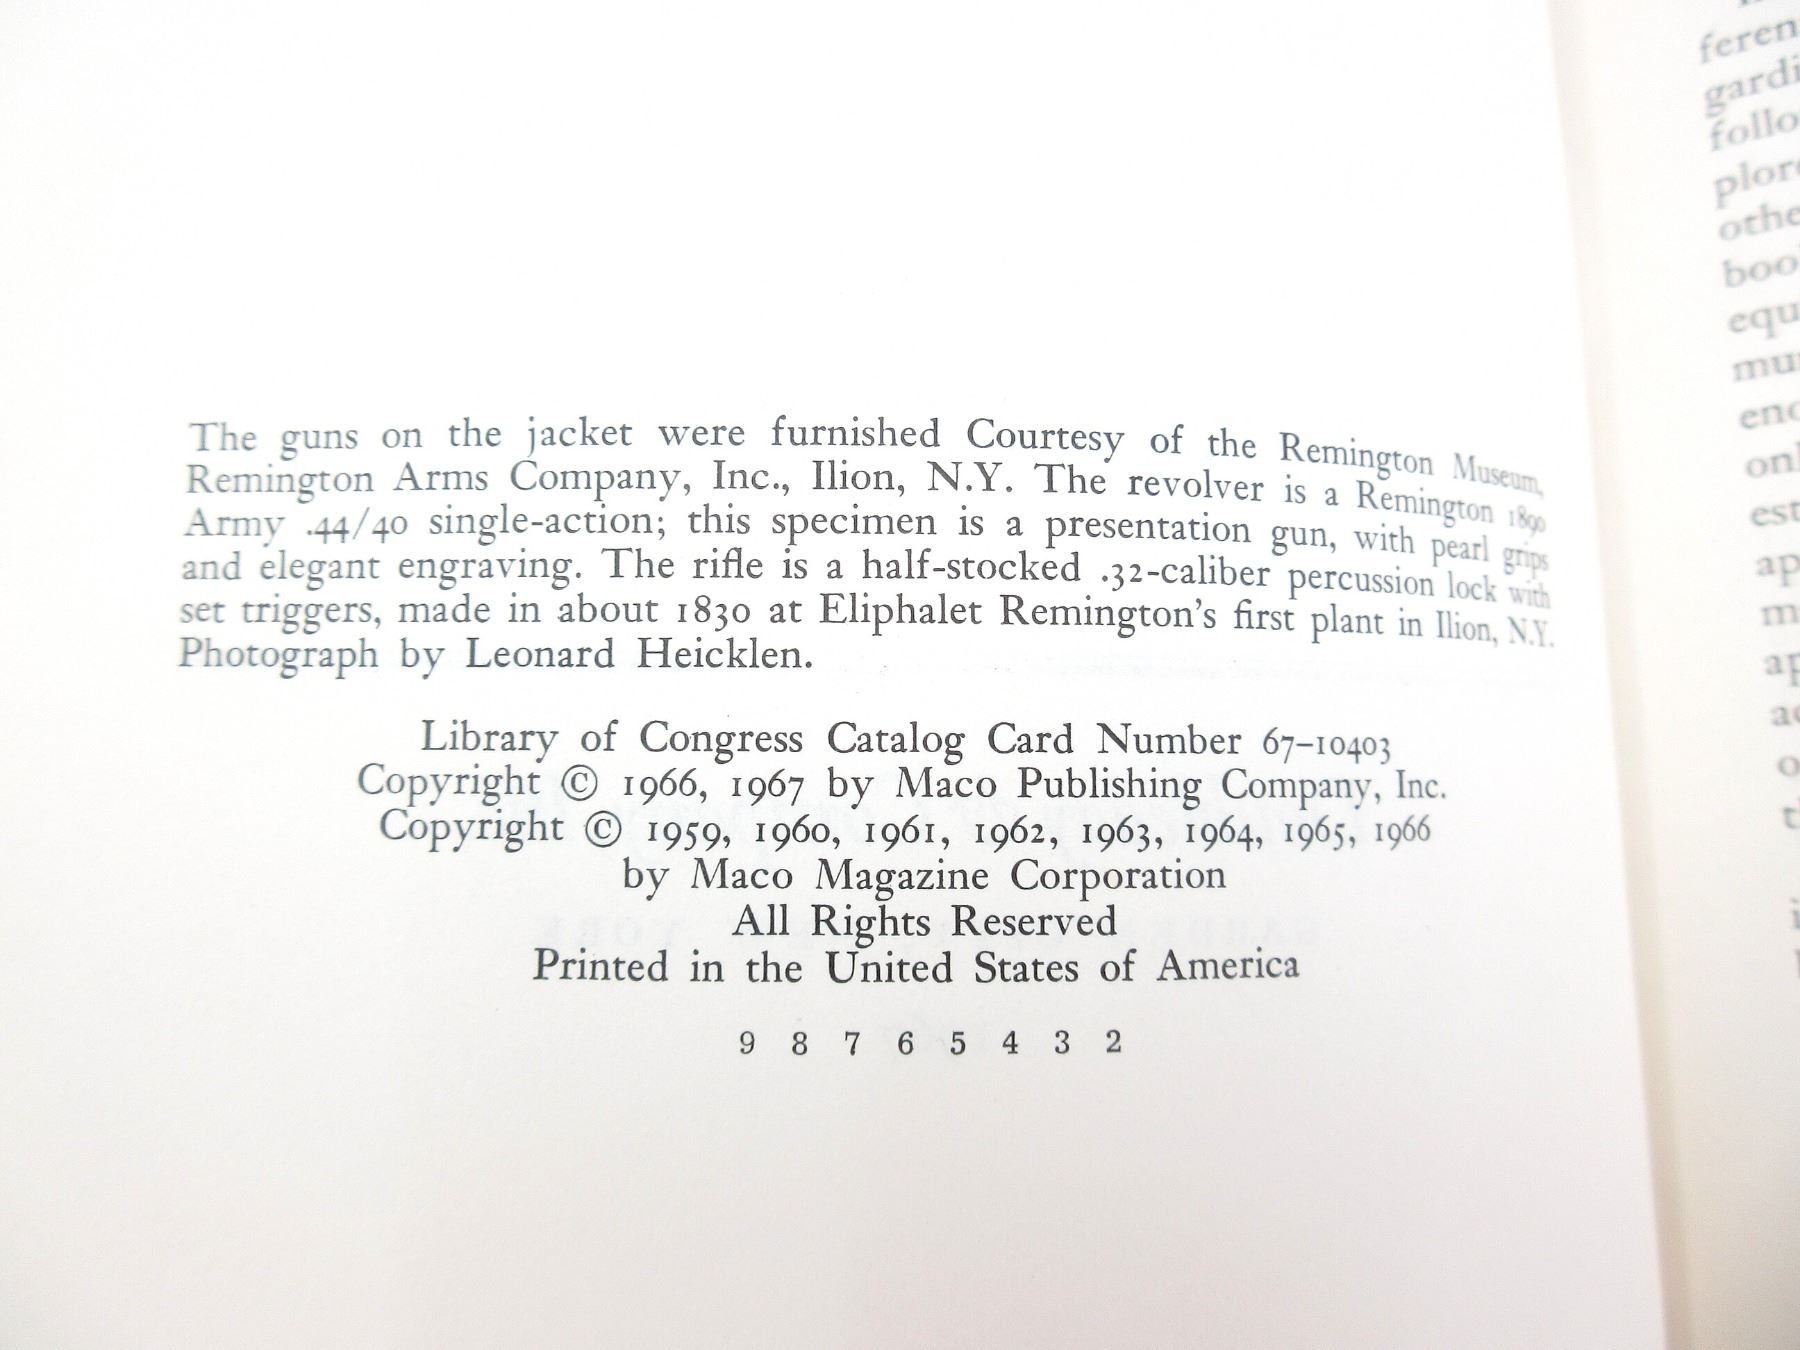 The guns on the jacket were furnished Courtesy of the Remington Museum,
Remington Arms Company, Inc., Ilion, N.Y. The revolver is a Remington 1890
Army .44/40 single-action; this specimen is a presentation gun, with pearl grips
and elegant engraving. The rifle is a half-stocked .32-caliber percussion lock with
set triggers, made in about 1830 at Eliphalet Remington's first plant in Ilion, N.Y.
Photograph by Leonard Heicklen.
Library of Congress Catalog Card Number 67-10403
Copyright © 1966, 1967 by Maco Publishing Company, Inc.
Copyright © 1959, 1960, 1961, 1962, 1963, 1964, 1965, 1966
by Maco Magazine Corporation
All Rights Reserved
Printed in the United States of America
9 8 7 6 5 4 3 2